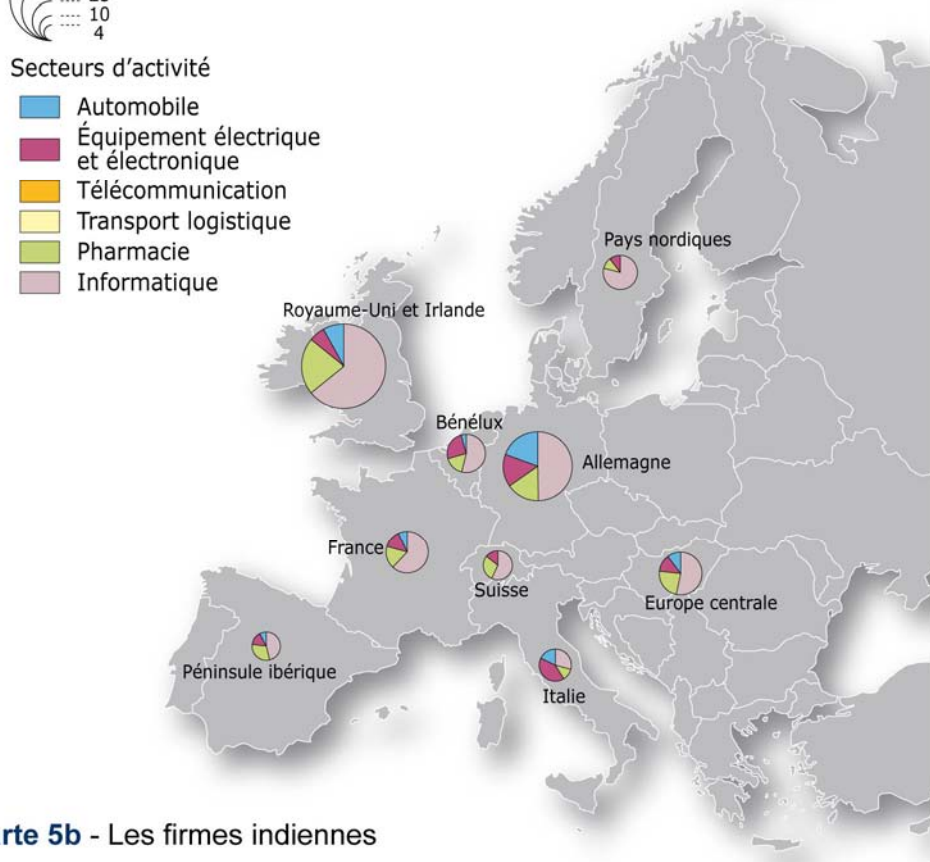 10
4
Secteurs d'activité
Automobile
Équipement électrique
et électronique
Télécommunication
Transport logistique
Pharmacie
Informatique
Pays nordiques
Royaume-Uni et Irlande
Bénélux
Allemagne
France
Suisse
Europe centrale
Péninsule ibérique
Italie
rte 5b - Les firmes indiennes